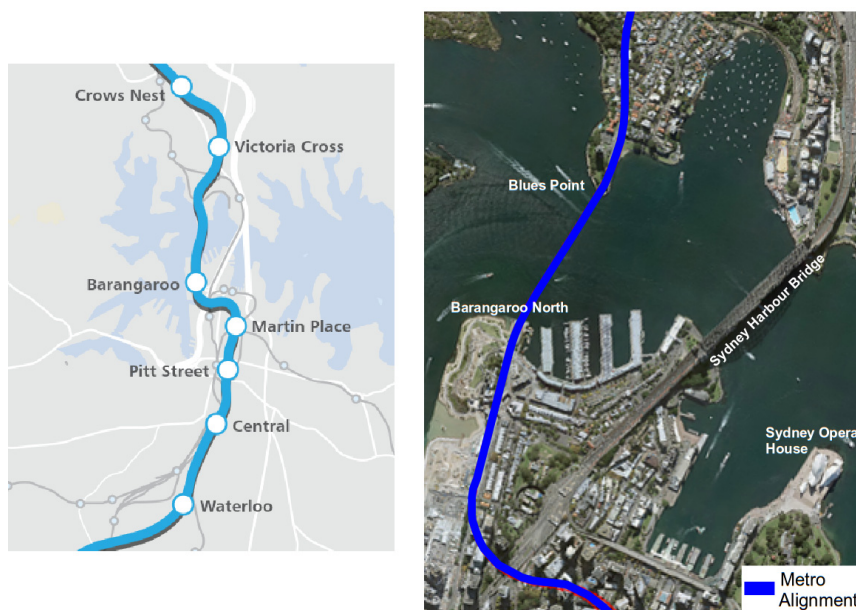 Crows Nest
Victoria Cross
Barangaroo
Martin Place
Pitt Street
Central
Waterloo
Blues Point
Barangaroo North
Sydney Harbour Bridge
Sydney Opera
House
Metro
Alignment